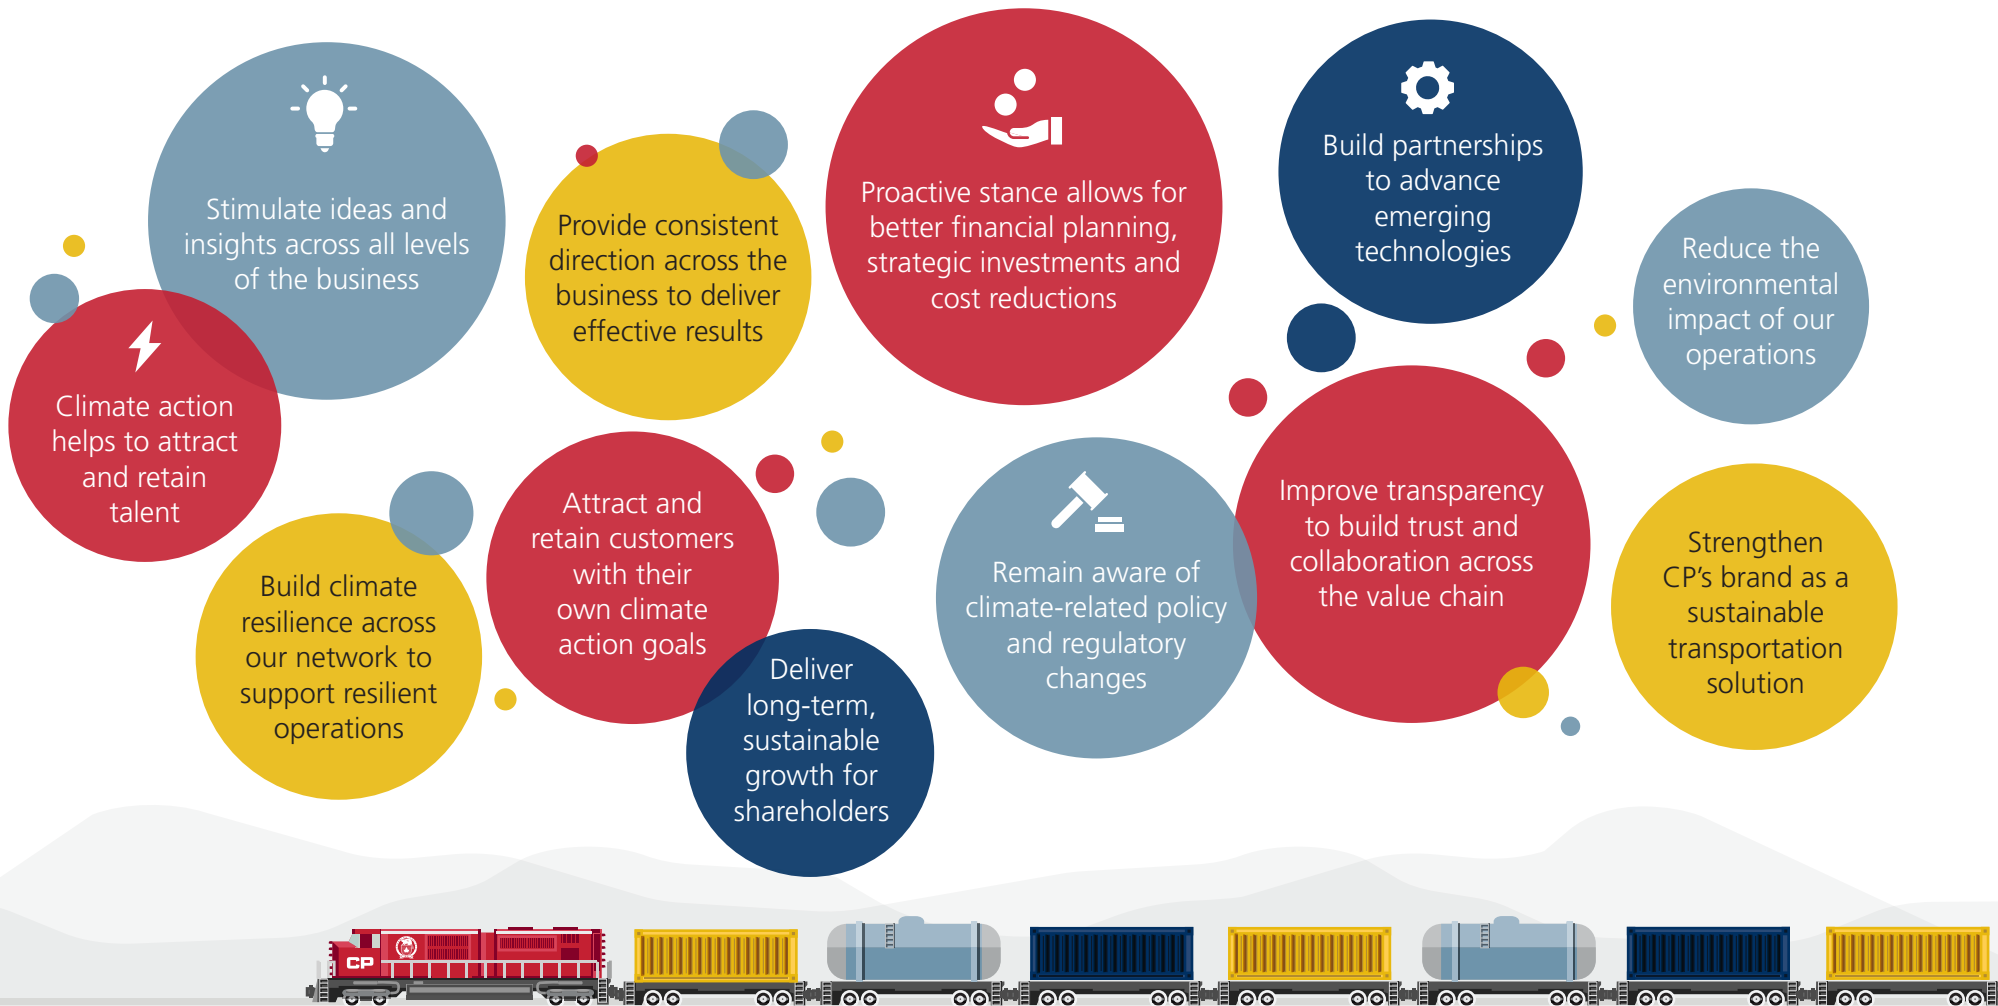 Stimulate ideas and
insights across all levels
of the business
Provide consistent
direction across the
business to deliver
effective results
Proactive stance allows for
better financial planning,
strategic investments and
cost reductions
Build partnerships
to advance
emerging
technologies
Reduce the
environmental
impact of our
operations
Climate action
helps to attract
and retain
talent
Build climate
resilience across
our network to
support resilient
operations
Attract and
retain customers
with their
own climate
action goals
Deliver
long-term,
sustainable
growth for
shareholders
Remain aware of
climate-related policy
and regulatory
changes
Improve transparency
to build trust and
collaboration across
the value chain
Strengthen
CP’s brand as a
sustainable
transportation
solution
CP